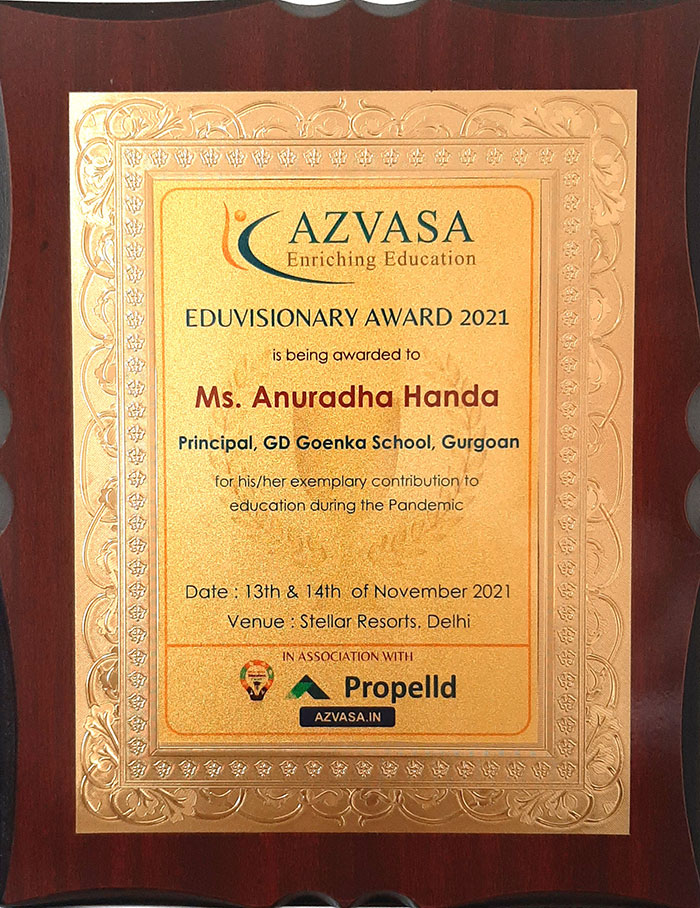 AZVASA
Enriching Education
EDUVISIONARY AWARD 2021
is being awarded to
Ms. Anuradha Handa
Principal, GD Goenka School, Gurgoan
for his/her exemplary contribution to
education during the Pandemic
Date : 13th & 14th of November 2021
Venue : Stellar Resorts, Delhi
IN ASSOCIATION WITH
Propelld
AZVASA.IN